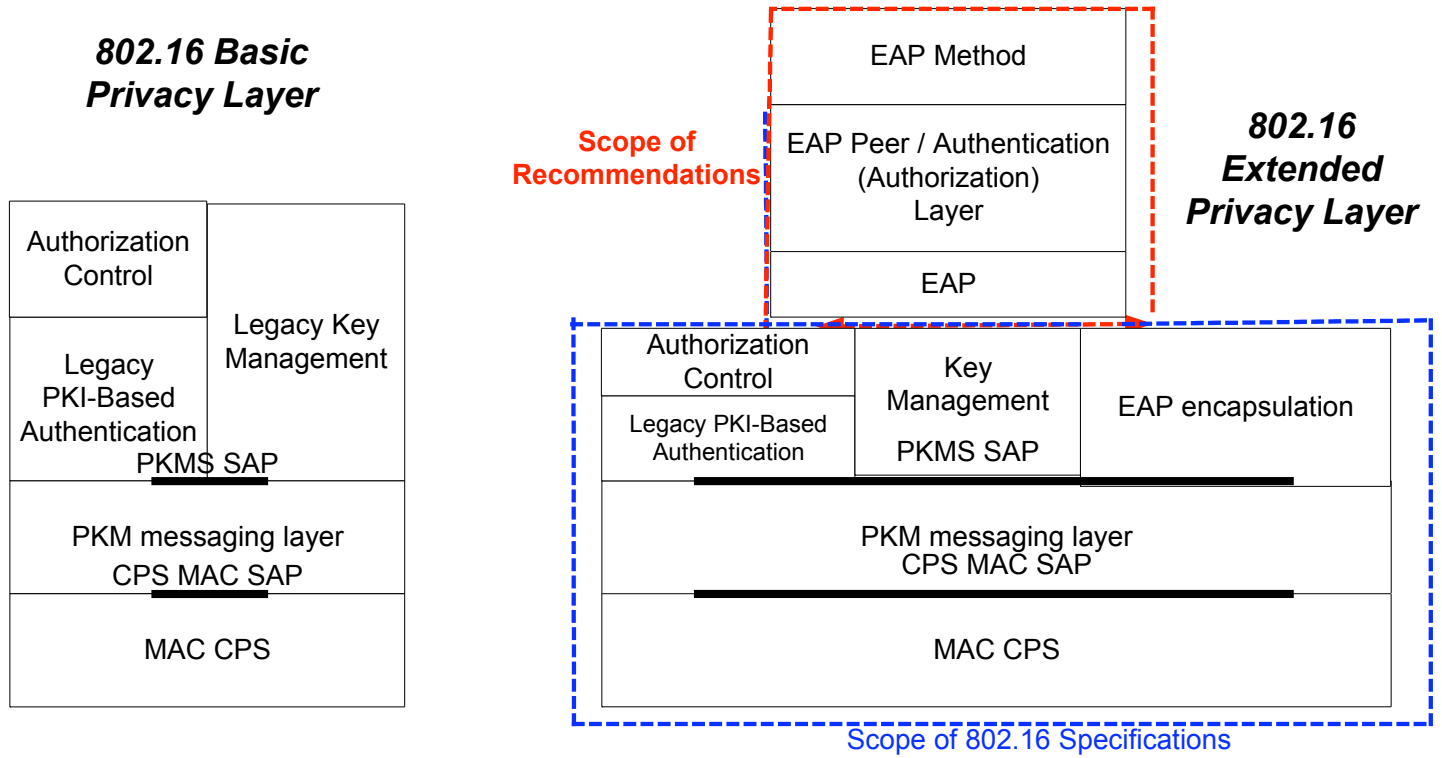 802.16 Basic
Privacy Layer
Authorization
Control
Legacy Key
Management
Legacy
PKI-Based
Authentication
PKMS SAP
PKM messaging layer
CPS MAC SAP
MAC CPS
EAP Method
Scope of
Recommendations
EAP Peer / Authentication
(Authorization)
Layer
EAP
802.16
Extended
Privacy Layer
Authorization
Control
Legacy PKI-Based
Authentication
Key
Management
PKMS SAP
EAP encapsulation
PKM messaging layer
CPS MAC SAP
MAC CPS
Scope of 802.16 Specifications